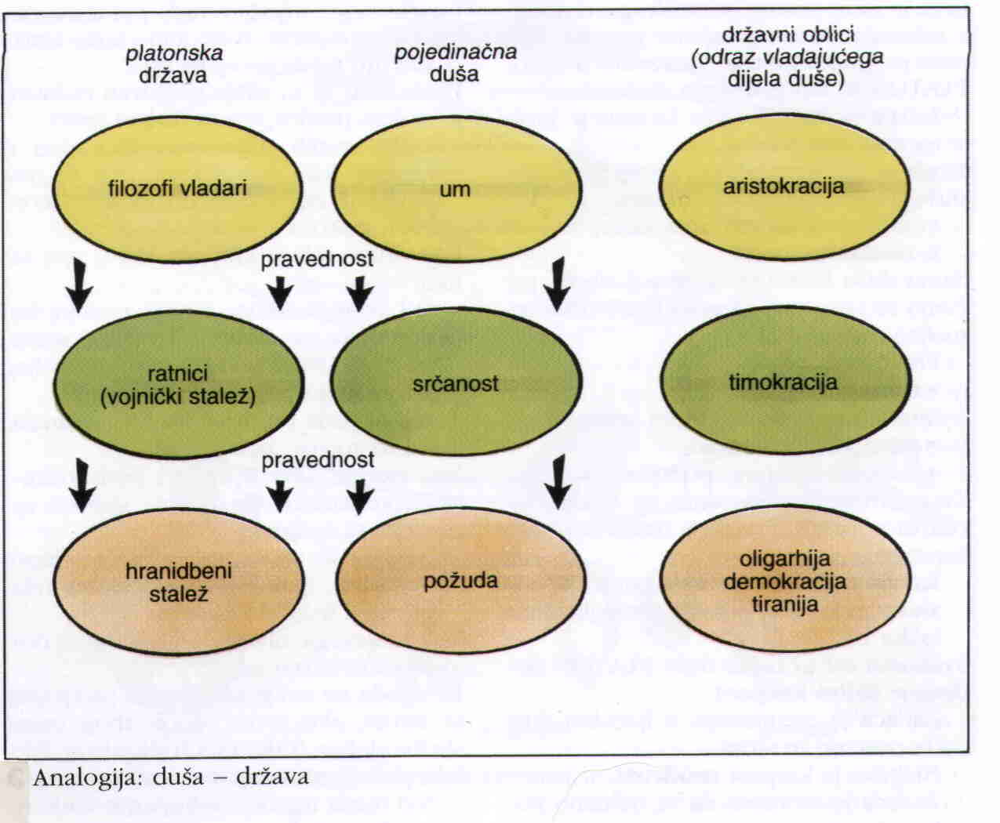 platonska
država
pojedinačna
duša
državni oblici
(odraz vladajućega
dijela duše)
filozofi vladari
um
aristokracija
pravednost
ratnici
(vojnički stalež)
srčanost
timokracija
pravednost
hranidbeni
stalež
požuda
oligarhija
demokracija
tiranija
Analogija: duša – država